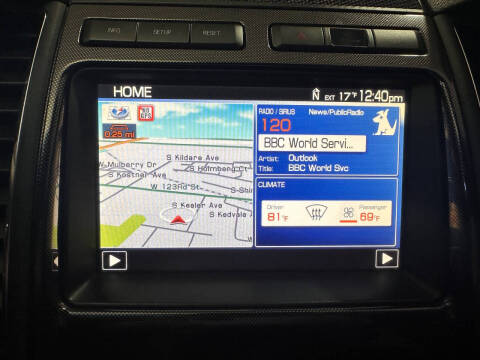 INFO SETUP RESET
HOME
N EXT 17°F 12:40pm
GPS
0.25 mi
S Kildare Ave
W Mulberry Dr
S Holmberg Ct
S Kostner Ave
W 123Rd St
S Keeler Ave
S Kedvale
RADIO / SIRIUS News/PublicRadio
120
BBC World Servi...
Artist: Outlook
Title: BBC World Svc
CLIMATE
Driver Passenger
81°F 69°F